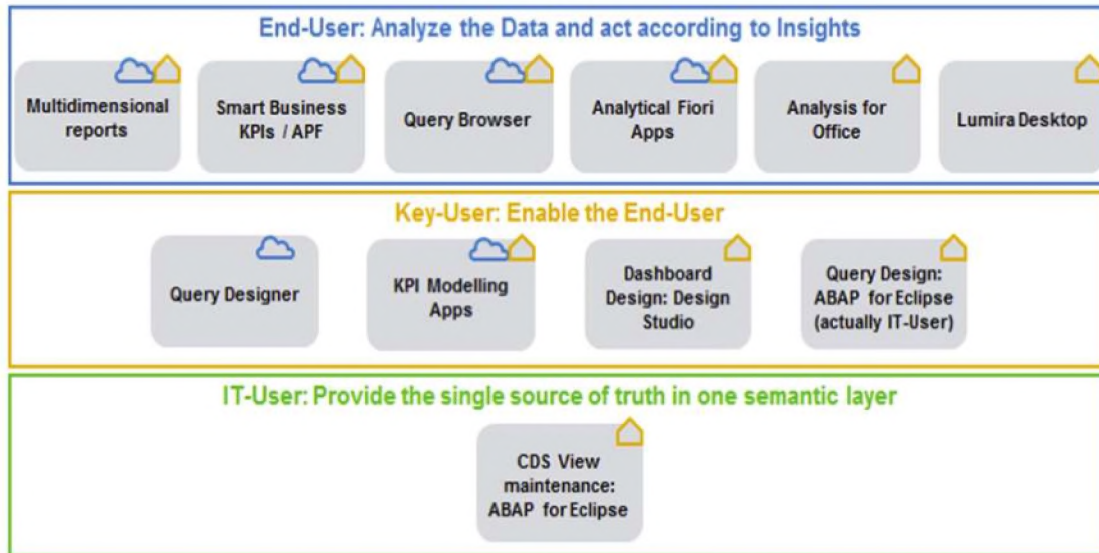 End-User: Analyze the Data and act according to Insights
Multidimensional
reports
Smart Business
KPIs / APF
Query Browser
Analytical Fiori
Apps
Analysis for
Office
Lumira Desktop
Key-User: Enable the End-User
Query Designer
KPI Modelling
Apps
Dashboard
Design: Design
Studio
Query Design:
ABAP for Eclipse
(actually IT-User)
IT-User: Provide the single source of truth in one semantic layer
CDS View
maintenance:
ABAP for Eclipse